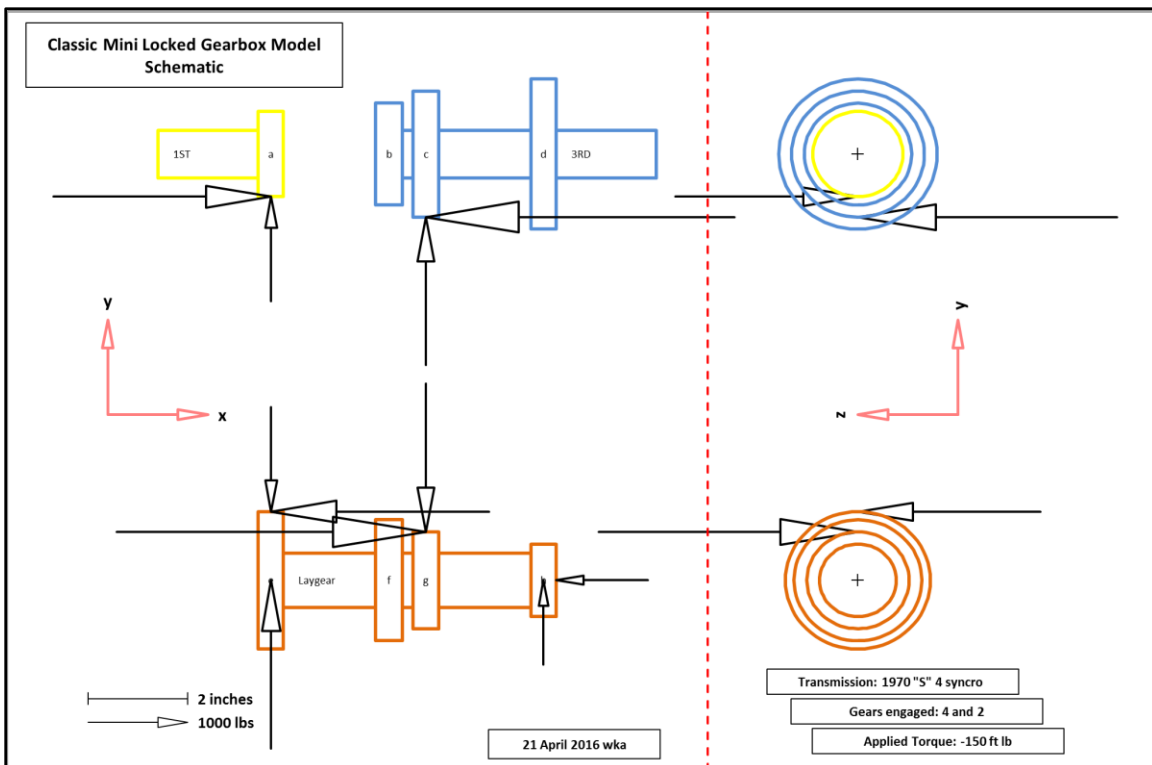 Classic Mini Locked Gearbox Model
Schematic
1ST
a
b
c
d
3RD
y
x
y
z
Laygear
f
g
2 inches
1000 lbs
21 April 2016 wka
Transmission: 1970 "S" 4 syncro
Gears engaged: 4 and 2
Applied Torque: -150 ft lb